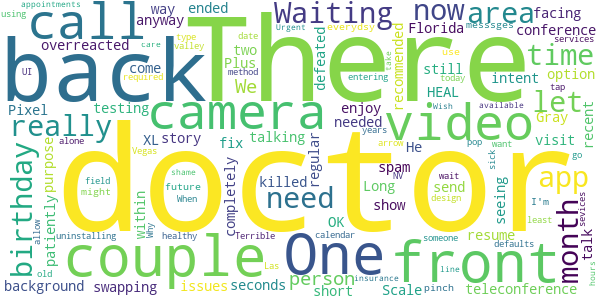 There
doctor
back
call
camera
video
couple
One
front
Waiting
now
area
time
let
app
month
need
really
birthday
ended
way
anyway
overreacted
Plus
two
date
We
defeated
still
come
Florida
conference
facing
HEAL
intent
option
Gray
recent
visit
enjoy
needed
He
Pixel
XL
testing
story
fix
talking
regular
spam
Long
send
show
OK
killed
completely
seeing
resume
talk
teleconference
person
short
Scale
pinch
seconds
issues
swapping
background
patiently
purpose
within
recommended
appointments
using
UI
care
type
valley
required
method
Urgent
everydsy
entering
today
messsges
use
take
services
tap
available
years
Wish
alone
Vegas
arrow
NV
wait
sick
pop
want
go
I'm
design
least
field
might
shame
future
When
Why
healthy
Terrible
Las
calendar
insurance
someone
defaults
line
sevices
hours
allow
old
uninstalling